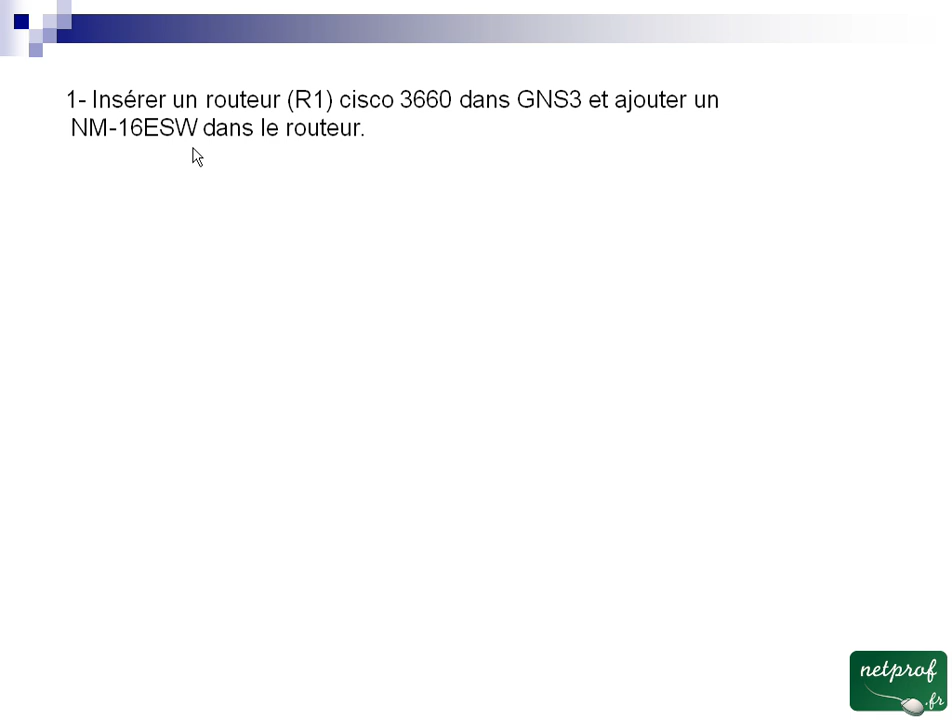 1- Insérer un routeur (R1) cisco 3660 dans GNS3 et ajouter un
NM-16ESW dans le routeur.
netprof
.fr